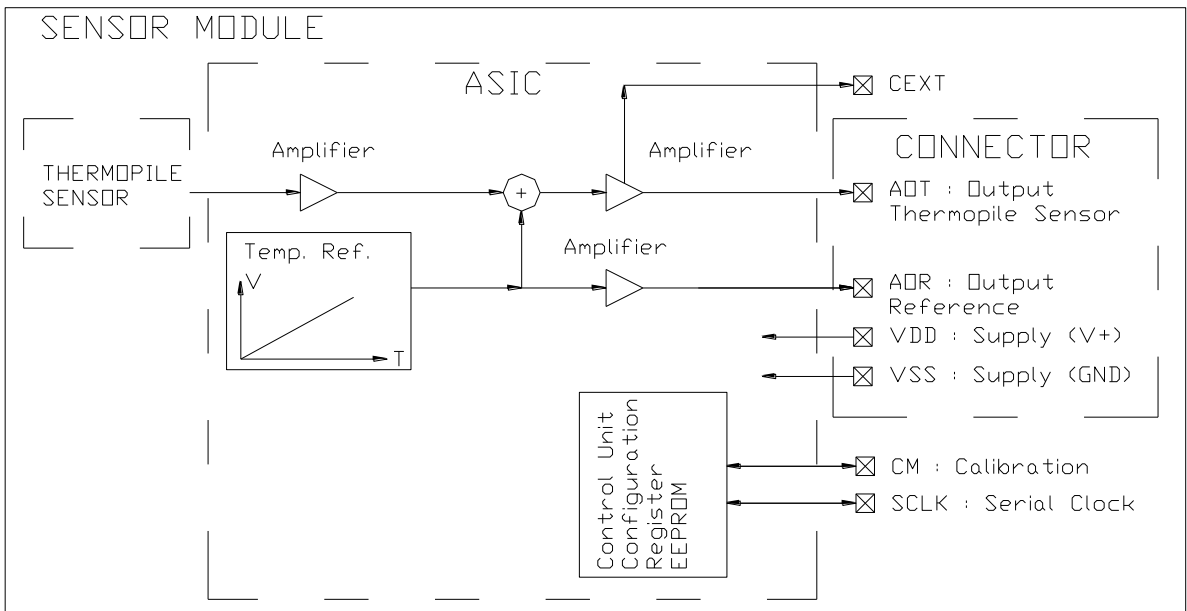 SENSOR MODULE
ASIC
CEXT
Amplifier
Amplifier
CONNECTOR
THERMOPILE
SENSOR
+
AOT : Output
Thermopile Sensor
Temp. Ref.
V
T
Amplifier
AOR : Output
Reference
VDD : Supply (V+)
VSS : Supply (GND)
Control Unit
Configuration
Register
EEPROM
CM : Calibration
SCLK : Serial Clock